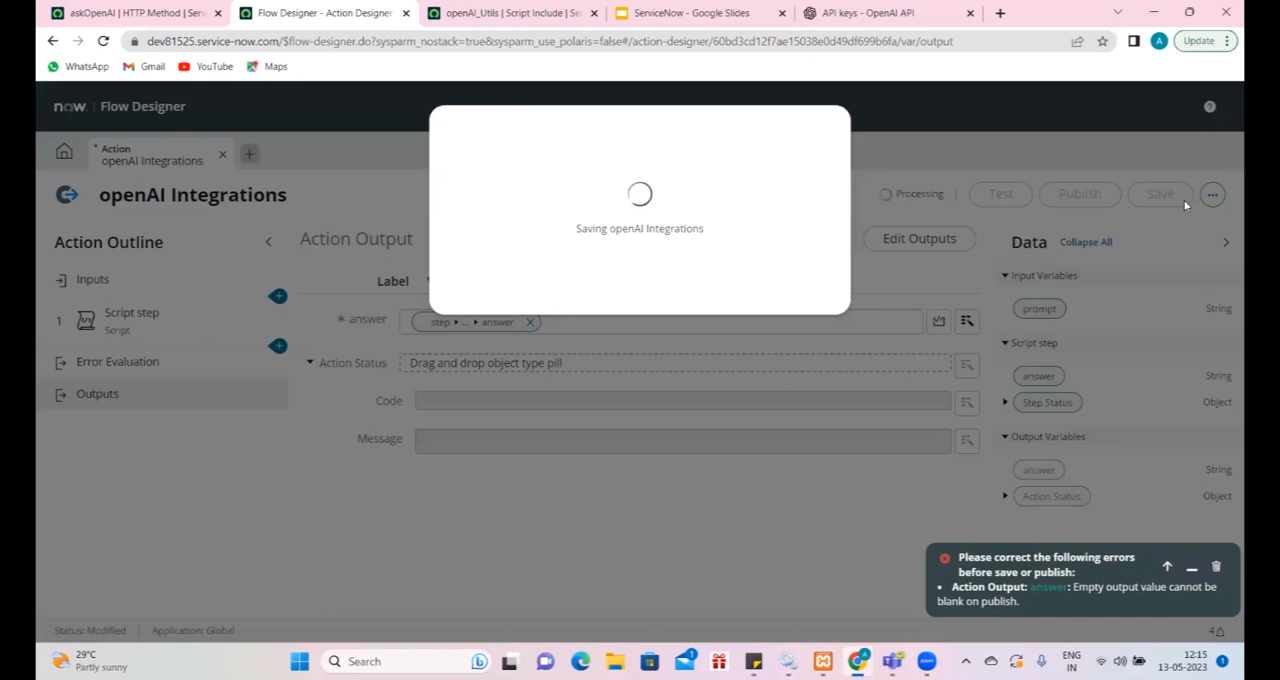 askOpenAI | HTTP Method | Serv
Flow Designer - Action Designer
openAI_Utils | Script Include | Se
ServiceNow - Google Slides
API keys - OpenAI API
dev81525.service-now.com/$flow-designer.do?sysparm_nostack=true&sysparm_use_polaris=false#/action-designer/60bd3cd12f7ae15038e0d49df699b6fa/var/output
A
Update
WhatsApp
Gmail
YouTube
Maps
now.
Flow Designer
* Action
openAI Integrations
openAI Integrations
Processing
Test
Publish
Save
Saving openAI Integrations
Action Outline
Inputs
1
Script step
Script
Error Evaluation
Outputs
Action Output
Edit Outputs
Label
* answer
step ▸ ... ▸ answer
Action Status
Drag and drop object type pill
Code
Message
Data
Collapse All
Input Variables
prompt
String
Script step
answer
String
Step Status
Object
Output Variables
answer
String
Action Status
Object
Please correct the following errors
before save or publish:
• Action Output: answer: Empty output value cannot be
blank on publish.
Status: Modified
Application: Global
4
29°C
Partly sunny
Search
1
ENG
IN
12:15
13-05-2023
1